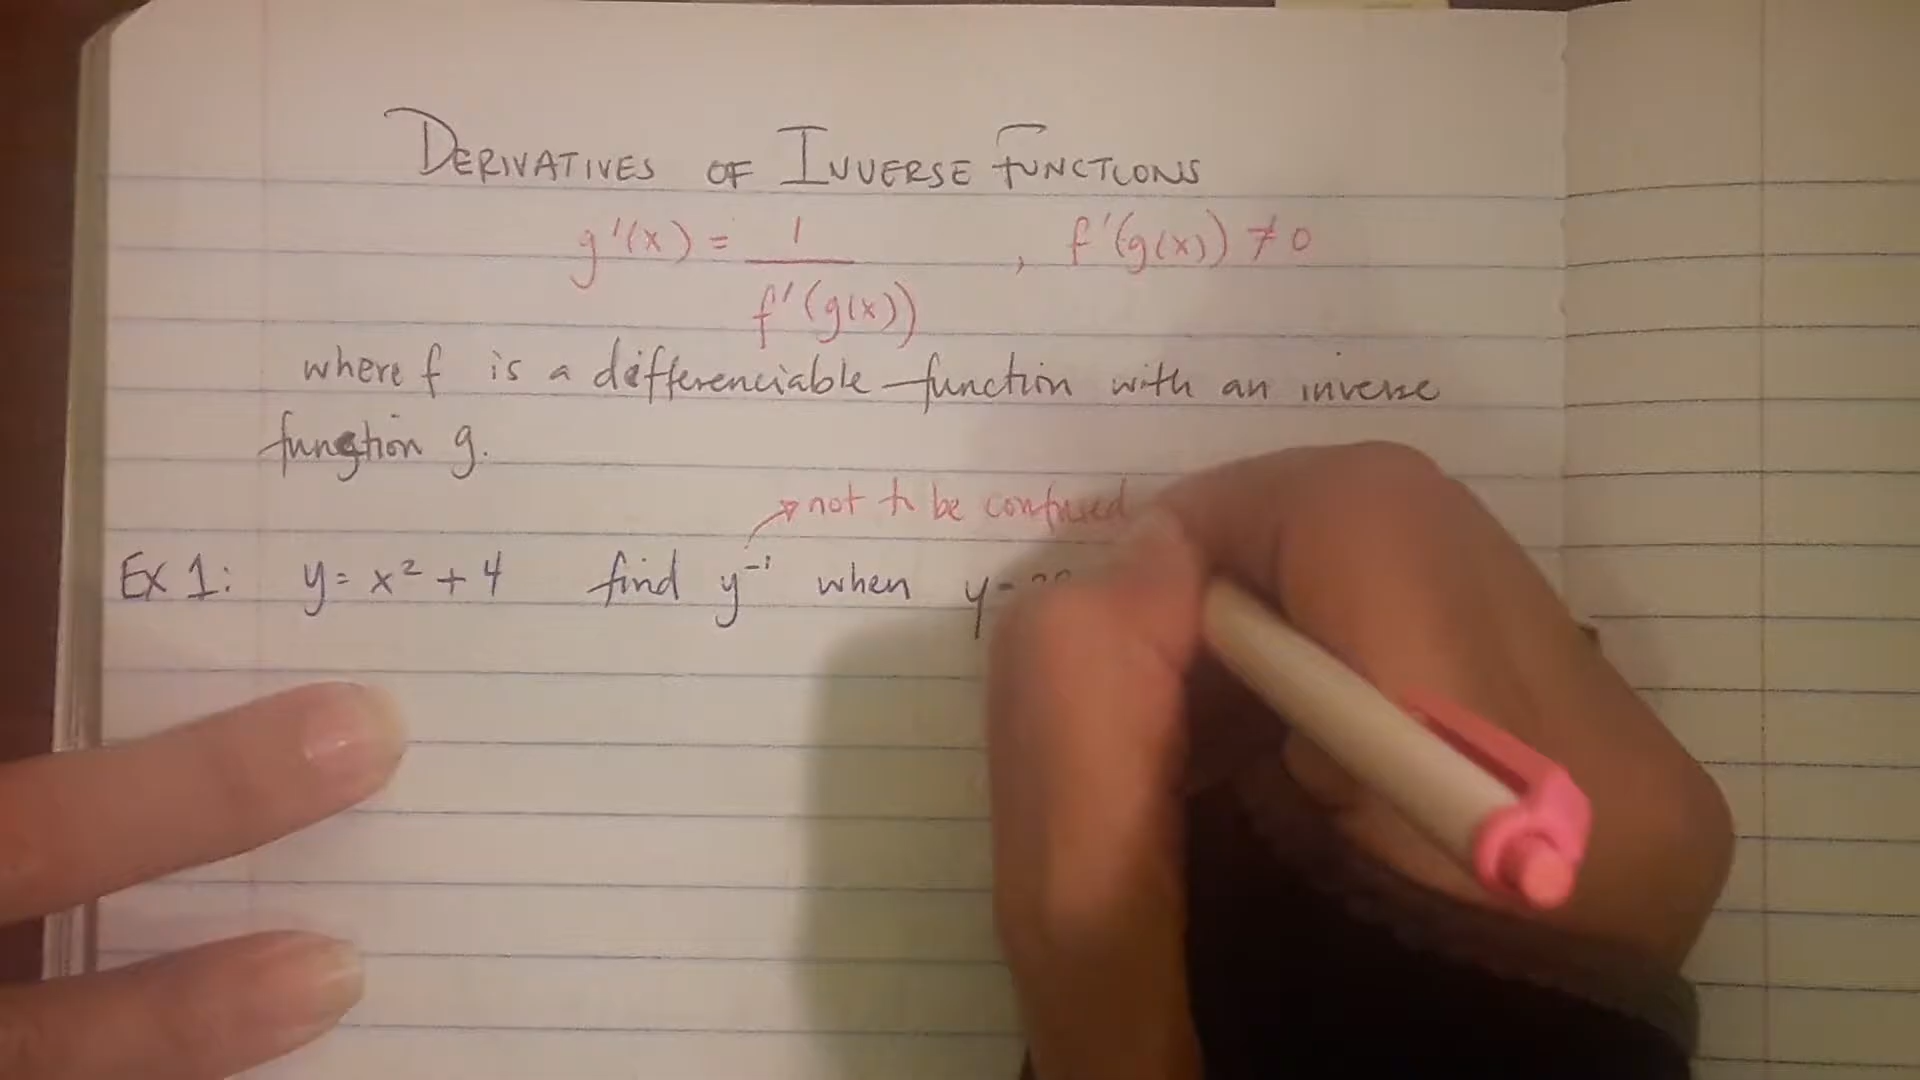 DERIVATIVES OF INVERSE FUNCTIONS
g'(x) = 1 / f'(g(x)) , f'(g(x)) ≠ 0
where f is a differenciable function with an inverse
function g.
not to be confused
Ex 1: y = x² + 4 find y⁻¹ when y =